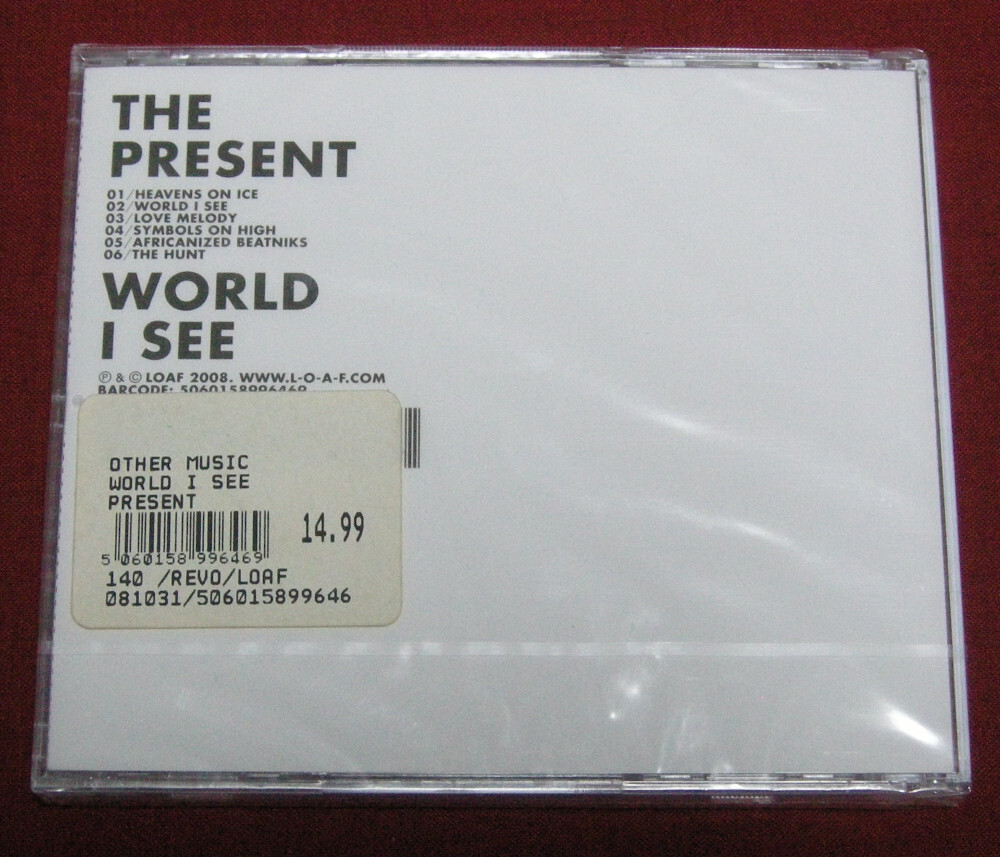 THE
PRESENT
01/HEAVENS ON ICE
02/WORLD I SEE
03/LOVE MELODY
04/SYMBOLS ON HIGH
05/AFRICANIZED BEATNIKS
06/THE HUNT
WORLD
I SEE
℗ & © LOAF 2008. WWW.L-O-A-F.COM
BARCODE: 5060158996469
OTHER MUSIC
WORLD I SEE
PRESENT
14.99
5 060158 996469
140 /REVO/LOAF
081031/506015899646